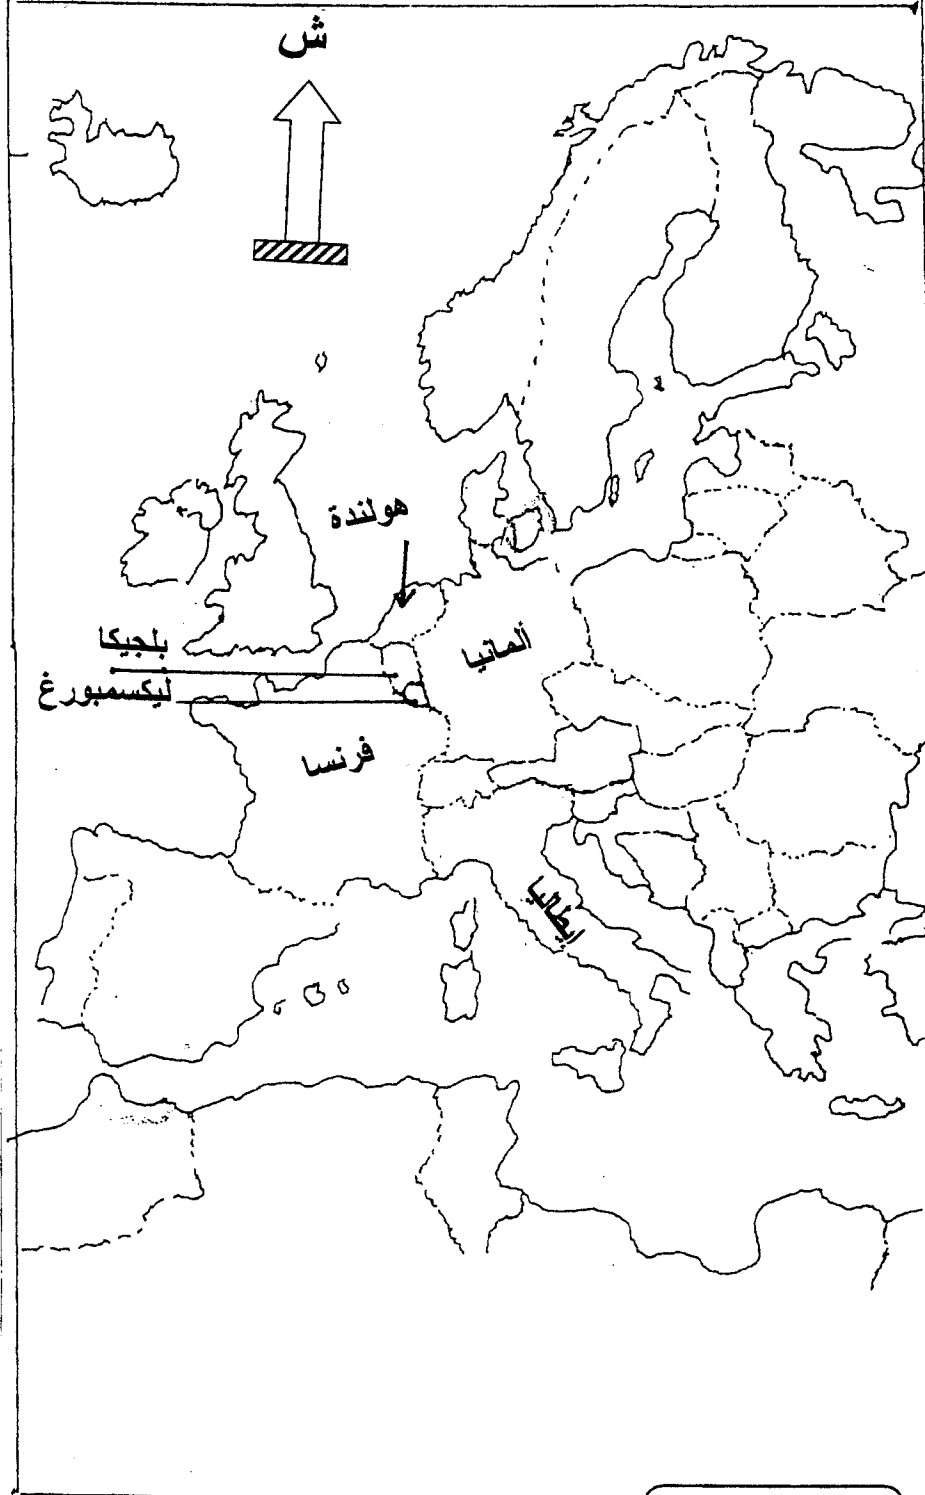 ش
هولندة
ألمانيا
بلجيكا
ليكسمبورغ
فرنسا
إيطاليا